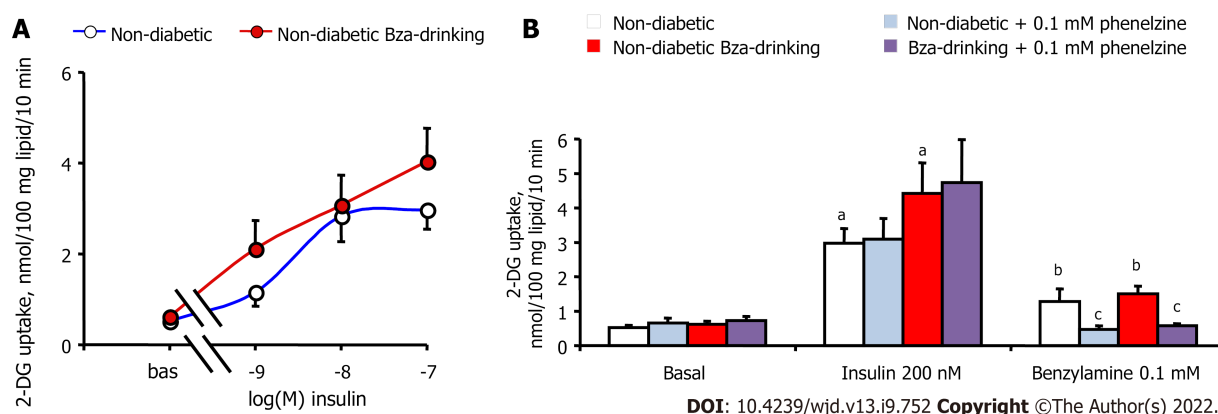 A
Non-diabetic
Non-diabetic Bza-drinking
2-DG uptake, nmol/100 mg lipid/10 min
6
4
2
0
bas
-9
-8
-7
log(M) insulin
B
Non-diabetic
Non-diabetic + 0.1 mM phenelzine
Non-diabetic Bza-drinking
Bza-drinking + 0.1 mM phenelzine
2-DG uptake,
nmol/100 mg lipid/10 min
6
5
4
3
2
1
0
a
a
b
c
b
c
Basal
Insulin 200 nM
Benzylamine 0.1 mM
DOI: 10.4239/wjd.v13.i9.752 Copyright ©The Author(s) 2022.